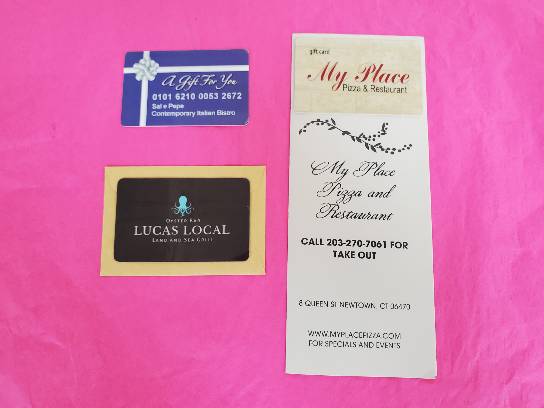 A Gift For You
0101 6210 0053 2672
Sal e Pepe
Contemporary Italian Bistro
OYSTER BAR
LUCAS LOCAL
LAND AND SEA GRILL
gift card
My Place
Pizza & Restaurant
My Place
Pizza and
Restaurant
CALL 203-270-7061 FOR
TAKE OUT
8 QUEEN ST NEWTOWN, CT 06470
WWW.MYPLACEPIZZA.COM
FOR SPECIALS AND EVENTS